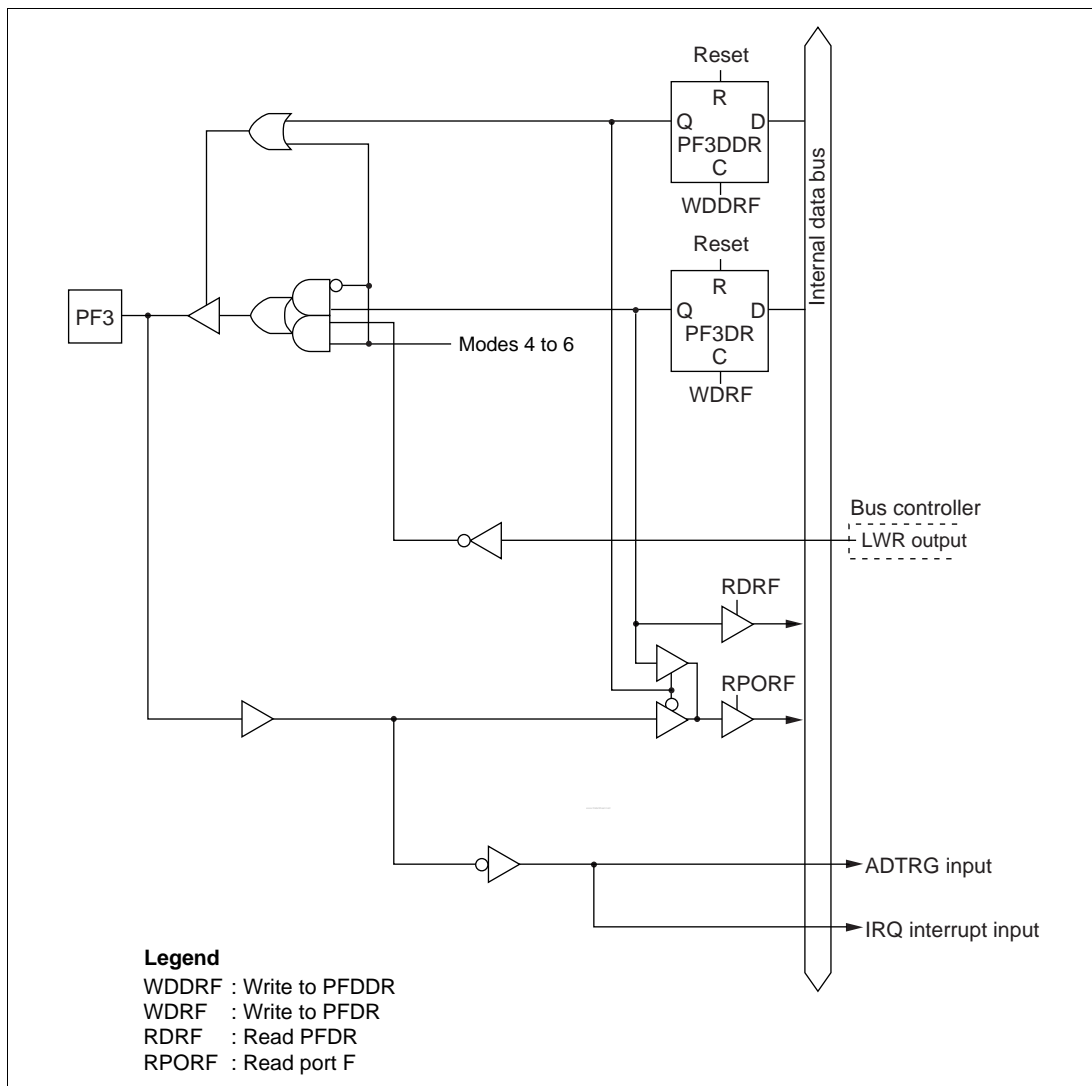 Reset
R
Q D
PF3DDR
C
WDDRF
Internal data bus
Reset
R
Q D
PF3DR
C
WDRF
PF3
Modes 4 to 6
Bus controller
LWR output
RDRF
RPORF
ADTRG input
IRQ interrupt input
Legend
WDDRF : Write to PFDDR
WDRF : Write to PFDR
RDRF : Read PFDR
RPORF : Read port F